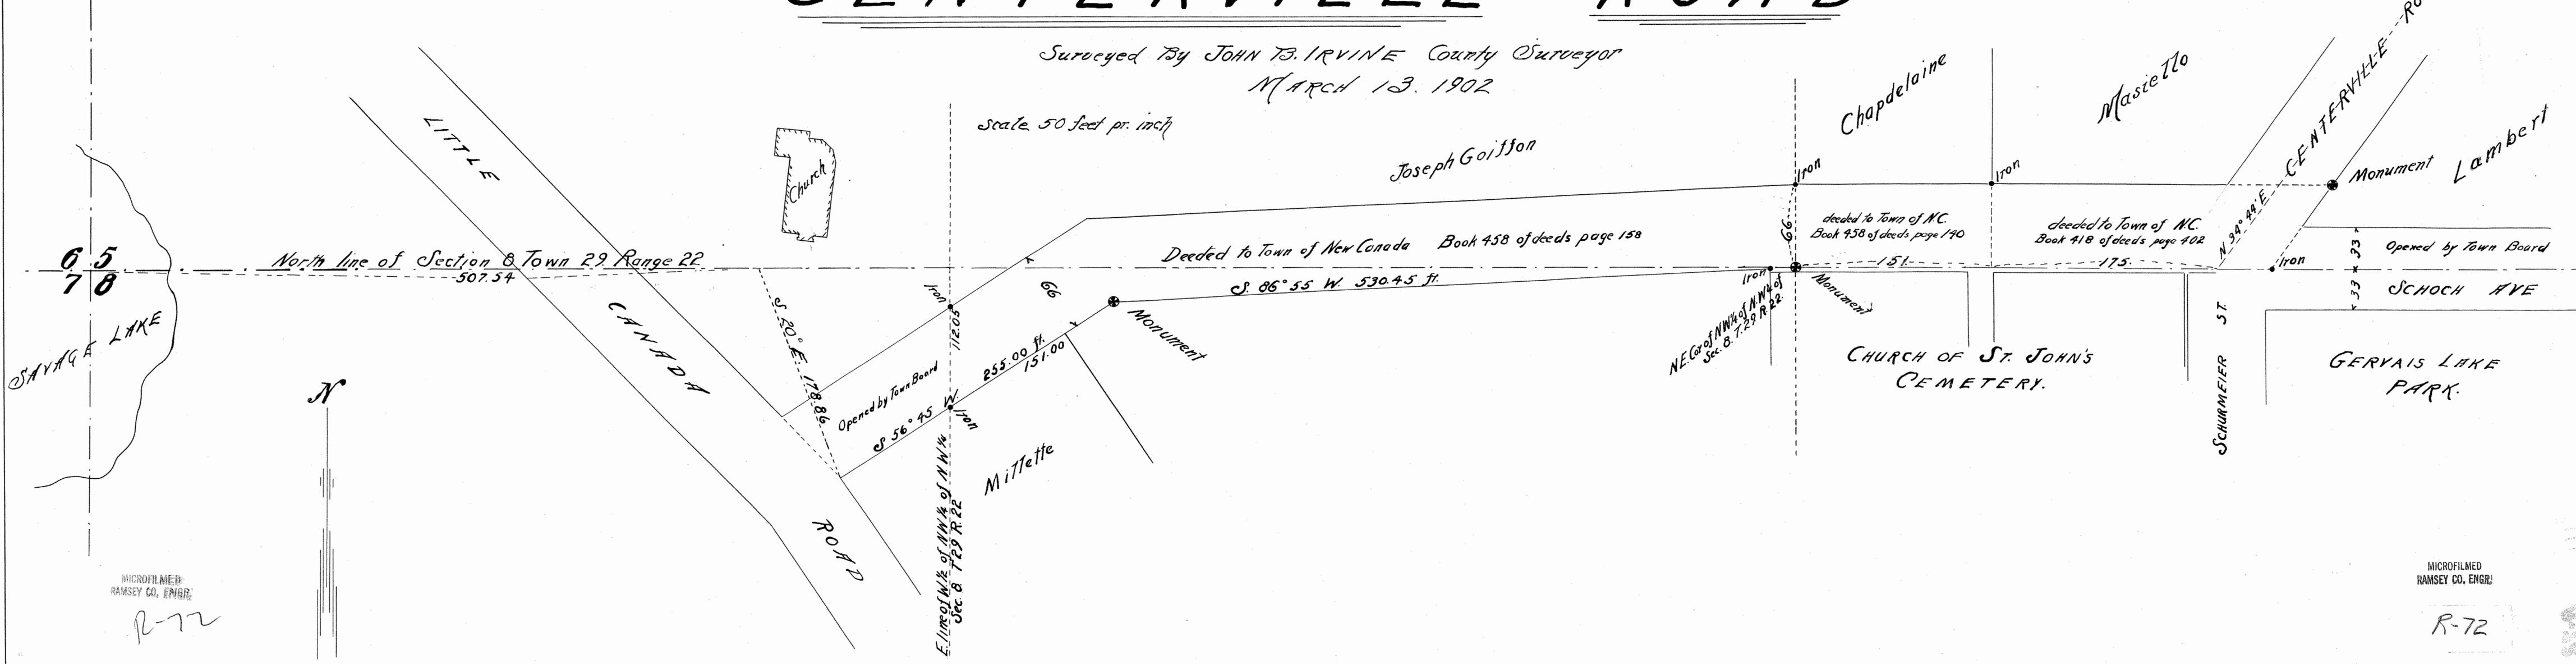 CENTERVILLE ROAD
Surveyed By JOHN B. IRVINE County Surveyor
MARCH 13. 1902
Scale 50 feet pr. inch
LITTLE
CANADA
ROAD
Church
Joseph Goiffon
Chapdelaine
Masiello
CENTERVILLE RO
Lambert
Monument
Iron
Iron
N 34° 44' E
6 5
7 8
North line of Section 8 Town 29 Range 22
507.54
SAVAGE LAKE
N
S. 20° E. 178.86
Opened by Town Board
Iron
112.05
66
Deeded to Town of New Canada Book 458 of deeds page 158
S. 86° 55 W. 530.45 ft.
Monument
255.00 ft.
151.00
S 56° 45 W.
Iron
Millette
E. line of W½ of NW¼ of NW¼
Sec. 8 T 29 R. 22
66
deeded to Town of N.C.
Book 458 of deeds page 140
deeded to Town of N.C.
Book 418 of deeds page 402
151.
175.
Iron
Monument
N.E. Cor of NW¼ of N.W¼ of
Sec. 8. T. 29 R. 22.
CHURCH OF ST. JOHN'S
CEMETERY.
SCHURMEIER ST.
Iron
33
33
Opened by Town Board
SCHOCH AVE
GERVAIS LAKE
PARK.
MICROFILMED
RAMSEY CO. ENGR.
R-72
MICROFILMED
RAMSEY CO. ENGR.
R-72